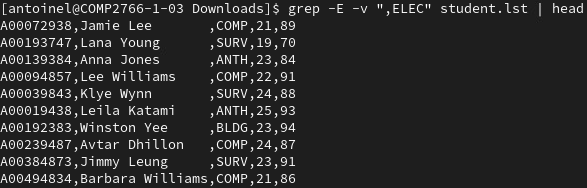 [antoinel@COMP2766-1-03 Downloads]$ grep -E -v ",ELEC" student.lst | head
A00072938,Jamie Lee       ,COMP,21,89
A00193747,Lana Young      ,SURV,19,70
A00139384,Anna Jones      ,ANTH,23,84
A00094857,Lee Williams    ,COMP,22,91
A00039843,Klye Wynn       ,SURV,24,88
A00019438,Leila Katami    ,ANTH,25,93
A00192383,Winston Yee     ,BLDG,23,94
A00239487,Avtar Dhillon   ,COMP,24,87
A00384873,Jimmy Leung     ,SURV,23,91
A00494834,Barbara Williams,COMP,21,86